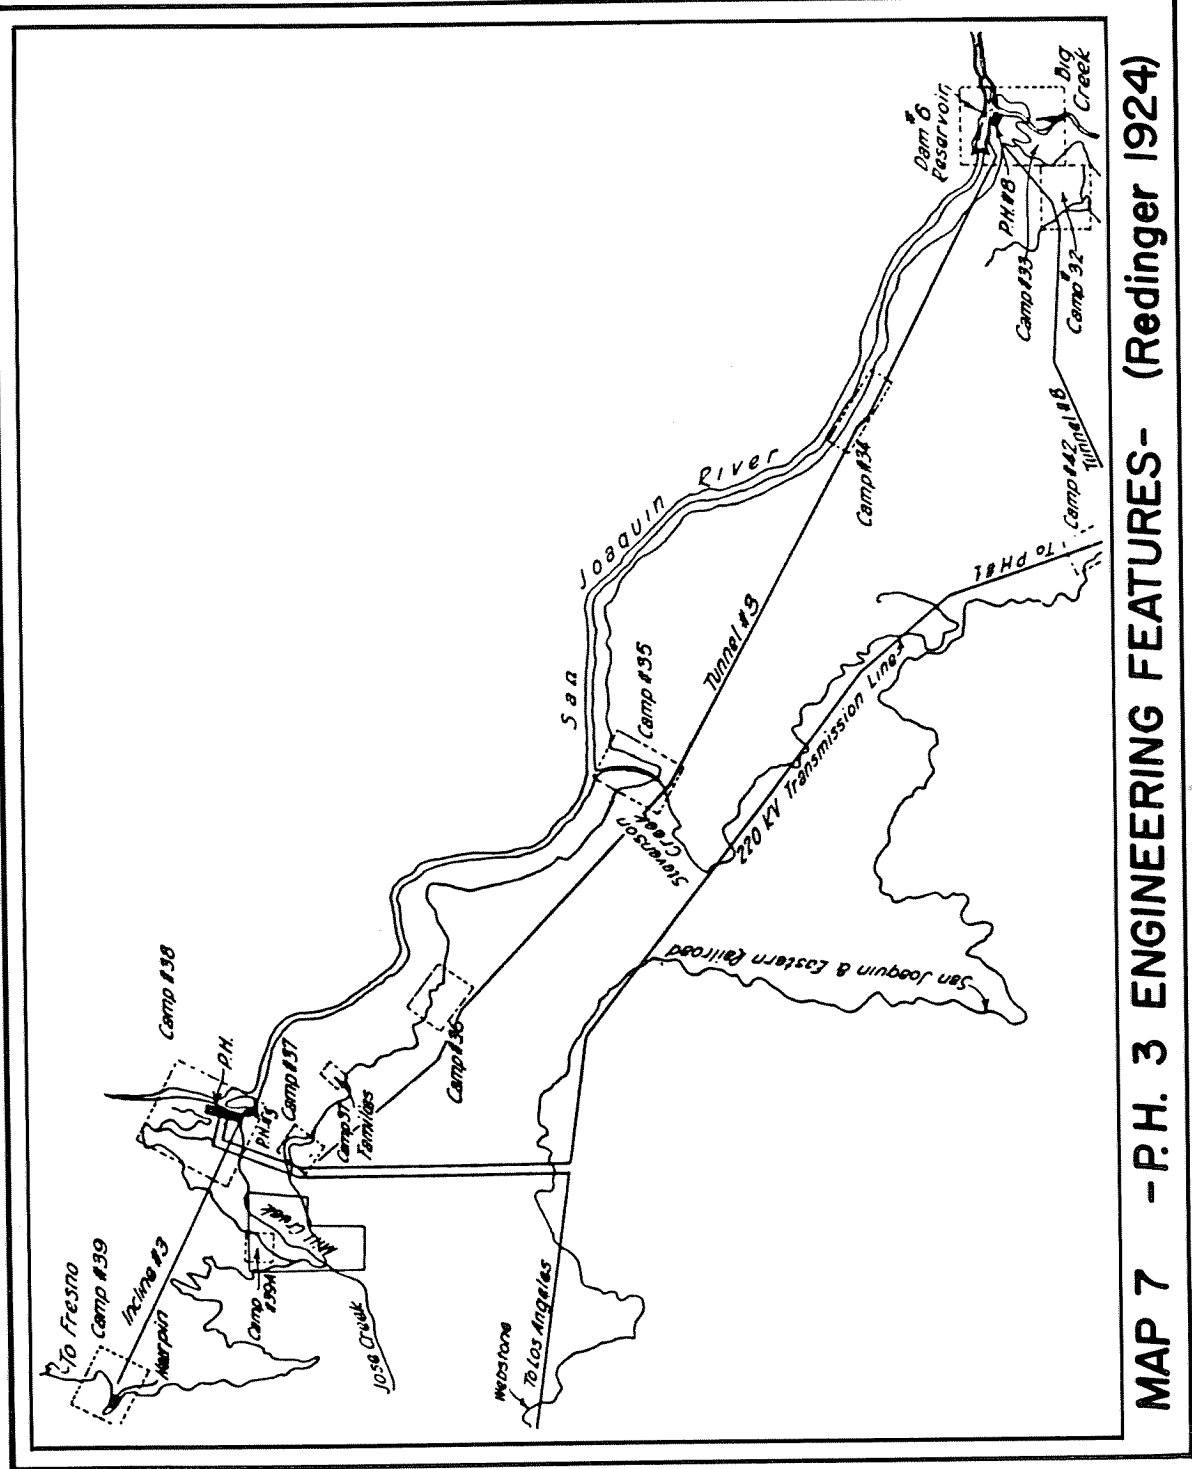 To Fresno
Camp #39
Incline #3
Camp #38
P.H.
P.H.#3
Camp #37
Camp 37
Families
Camp #36
Camp
#39A
Mill Creek
Jose Creek
Webstone
To Los Angeles
San Joaquin River
Stevenson
Creek
Camp #35
Tunnel #3
220 KV Transmission Lines
San Joaquin & Eastern Railroad
To PH#1
Camp #34
Camp #42
Tunnel #8
Dam #6
Reservoir
P.H.#8
Camp #33
Camp #32
Big
Creek
MAP 7 -P.H. 3 ENGINEERING FEATURES- (Redinger 1924)